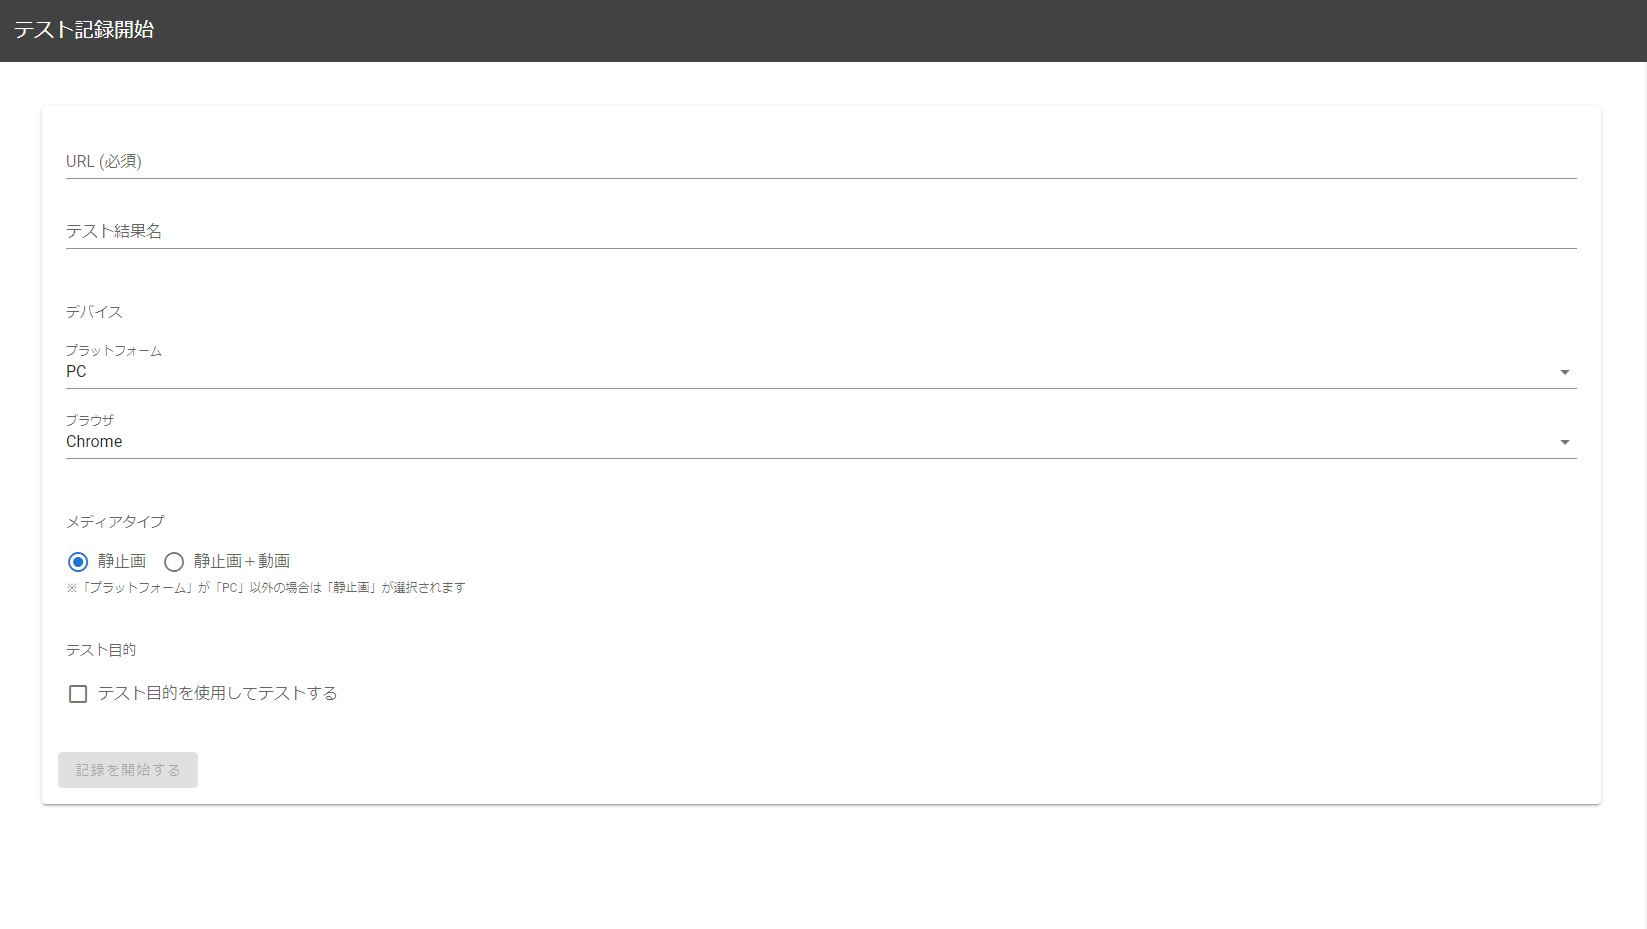 テスト記録開始
URL (必須)
テスト結果名
デバイス
プラットフォーム
PC
ブラウザ
Chrome
メディアタイプ
静止画 静止画＋動画
※「プラットフォーム」が「PC」以外の場合は「静止画」が選択されます
テスト目的
テスト目的を使用してテストする
記録を開始する